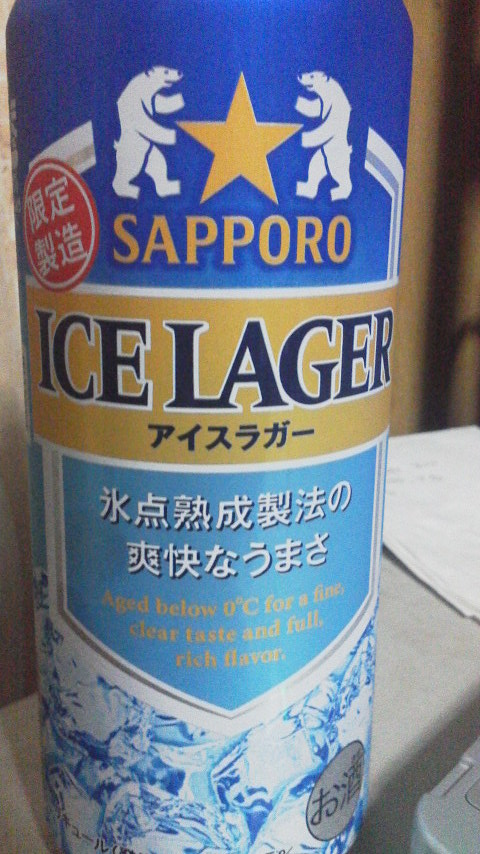 限定
製造
SAPPORO
ICE LAGER
アイスラガー
氷点熟成製法の
爽快なうまさ
Aged below 0℃ for a fine,
clear taste and full,
rich flavor.
お酒